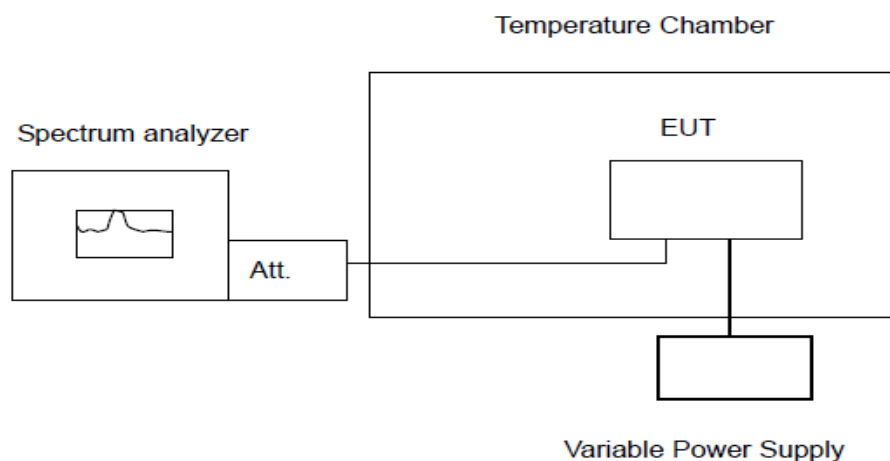 Temperature Chamber
Spectrum analyzer
EUT
Att.
Variable Power Supply